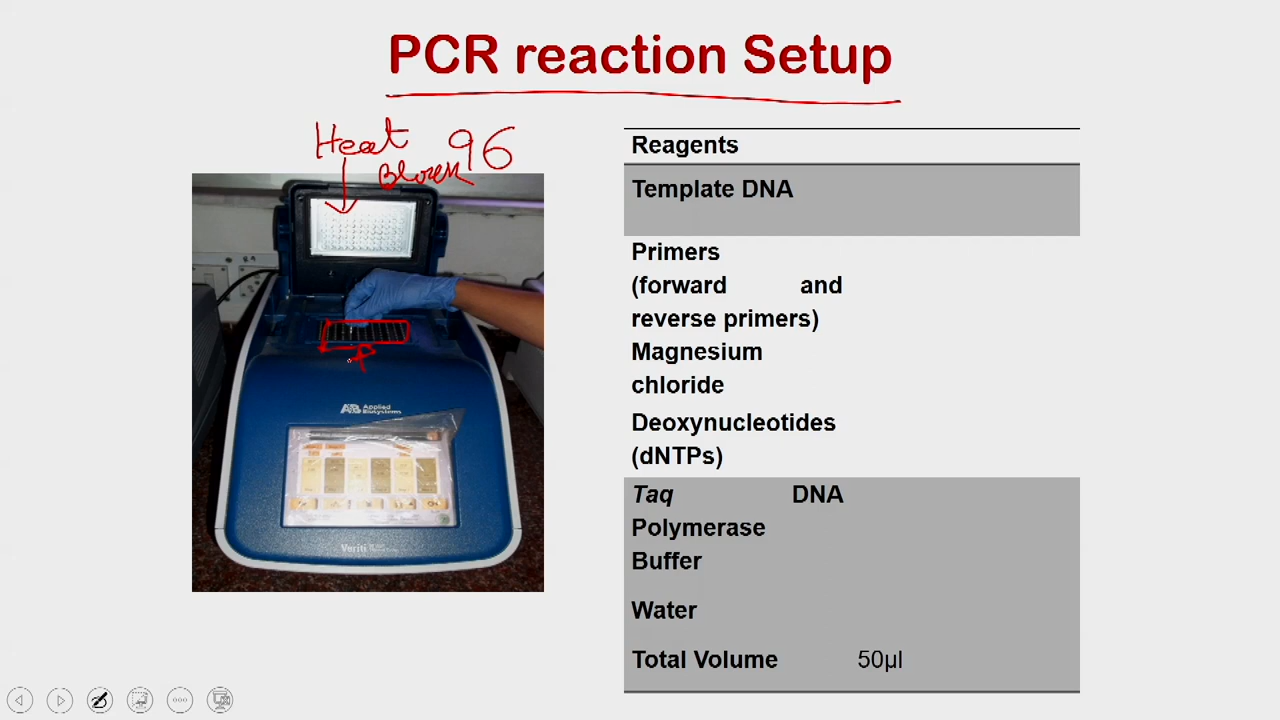 PCR reaction Setup
Heat
Block
96
Applied
Biosystems
Veriti
Reagents
Template DNA
Primers
(forward and
reverse primers)
Magnesium
chloride
Deoxynucleotides
(dNTPs)
Taq DNA
Polymerase
Buffer
Water
Total Volume 50µl